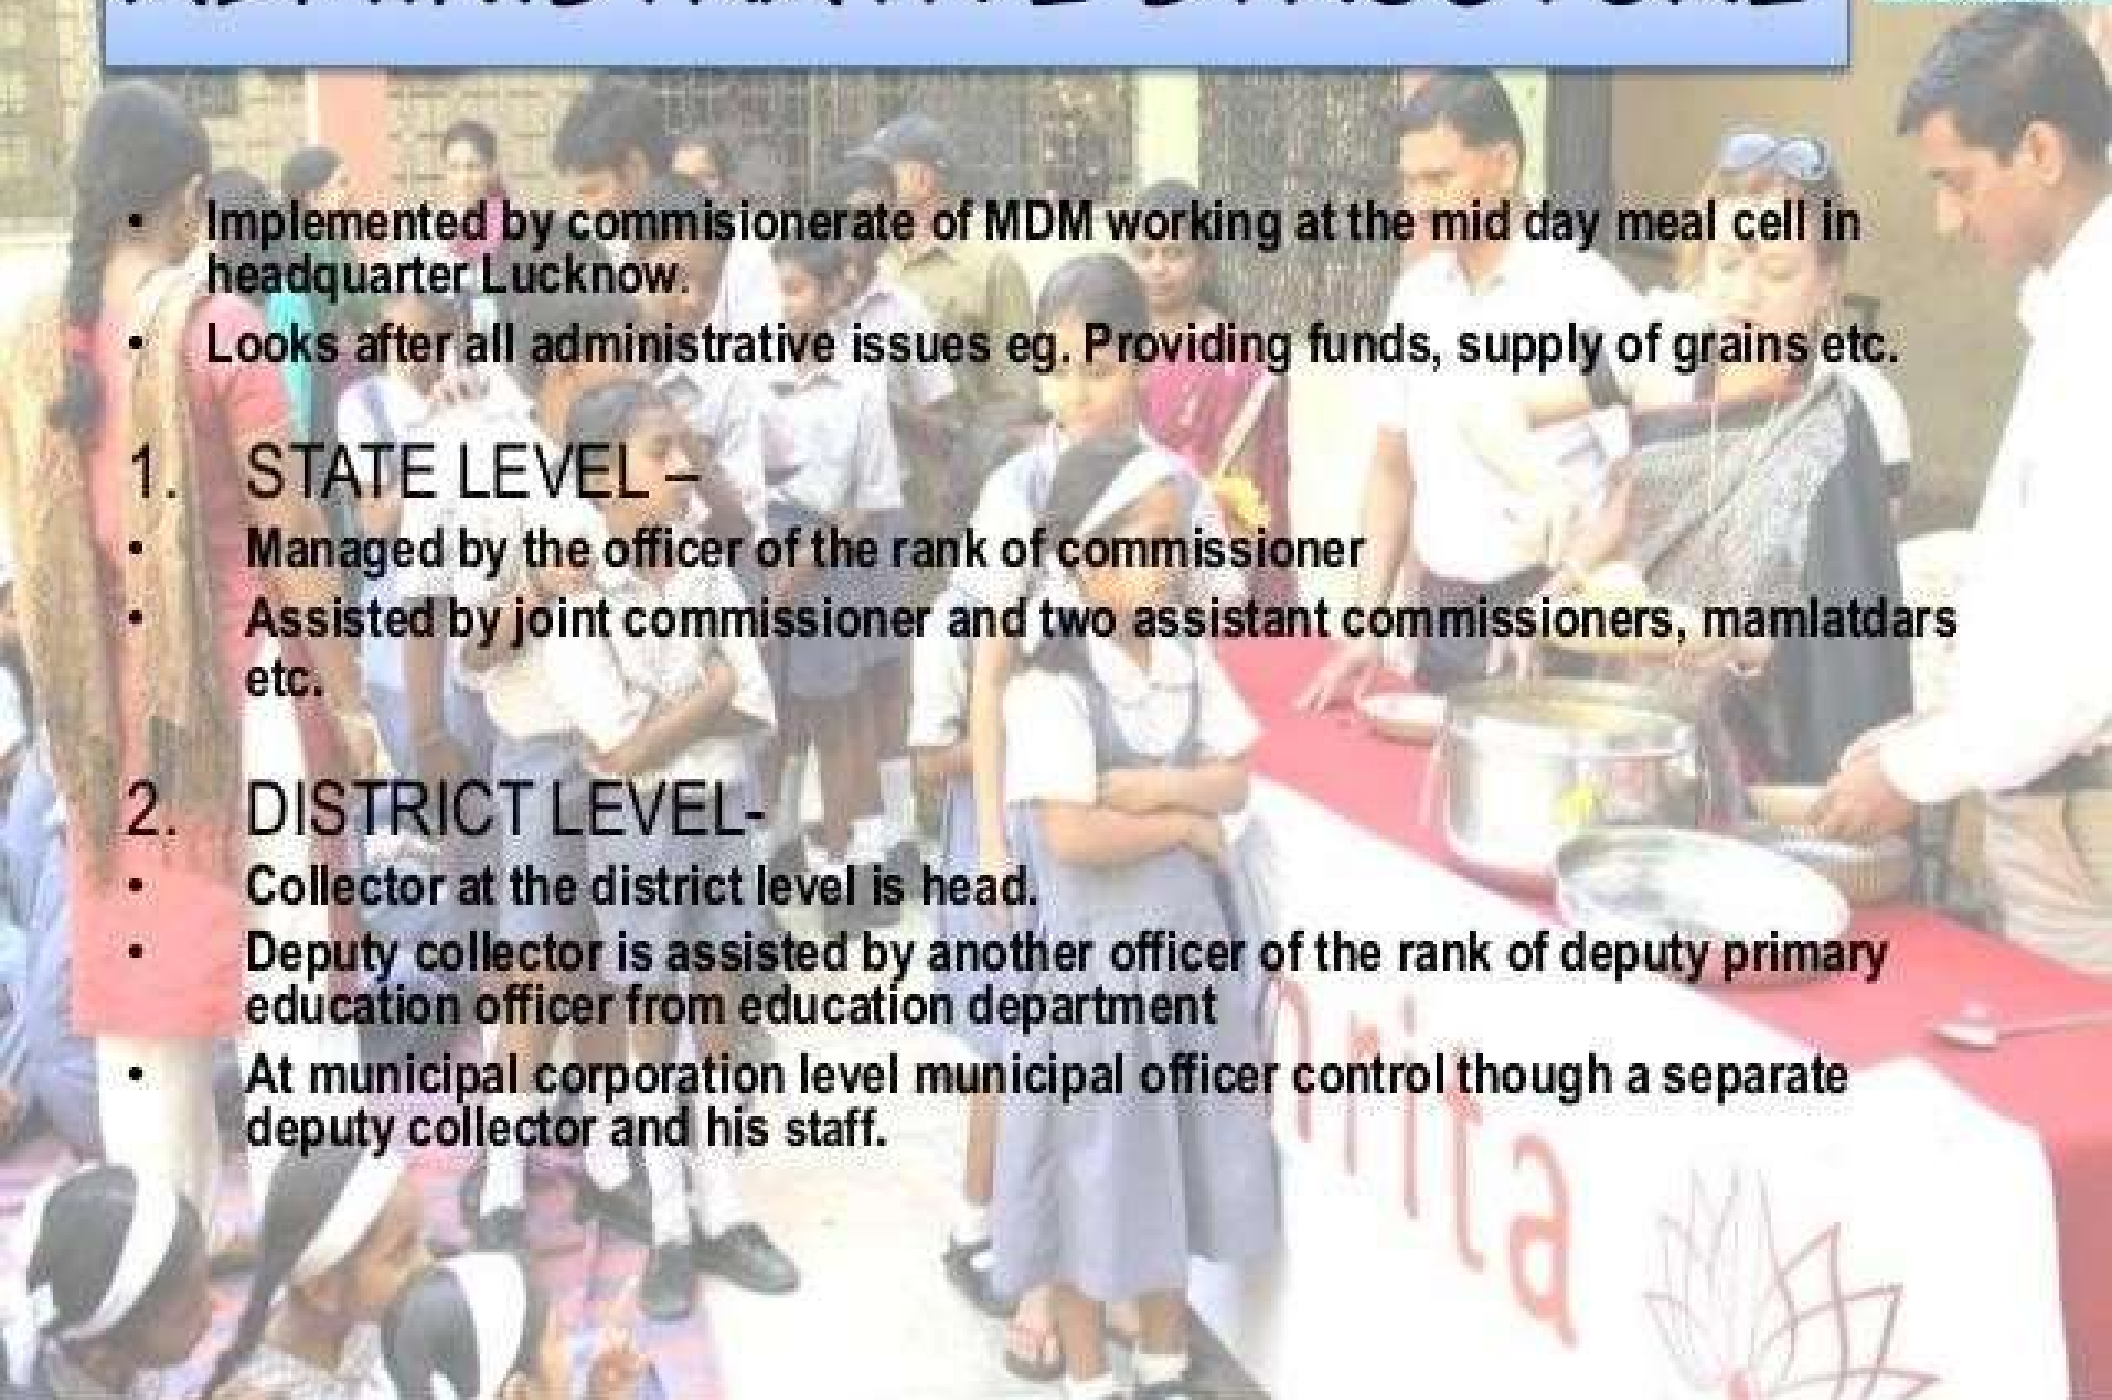 • Implemented by commisionerate of MDM working at the mid day meal cell in
headquarter Lucknow.
• Looks after all administrative issues eg. Providing funds, supply of grains etc.
1. STATE LEVEL –
• Managed by the officer of the rank of commissioner
• Assisted by joint commissioner and two assistant commissioners, mamlatdars
etc.
2. DISTRICT LEVEL-
• Collector at the district level is head.
• Deputy collector is assisted by another officer of the rank of deputy primary
education officer from education department
• At municipal corporation level municipal officer control though a separate
deputy collector and his staff.